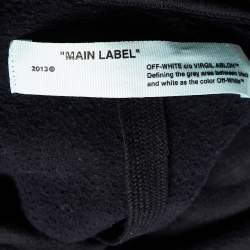 "MAIN LABEL"
2013©
OFF-WHITE c/o VIRGIL ABLOH™
Defining the grey area between black
and white as the color Off-White™